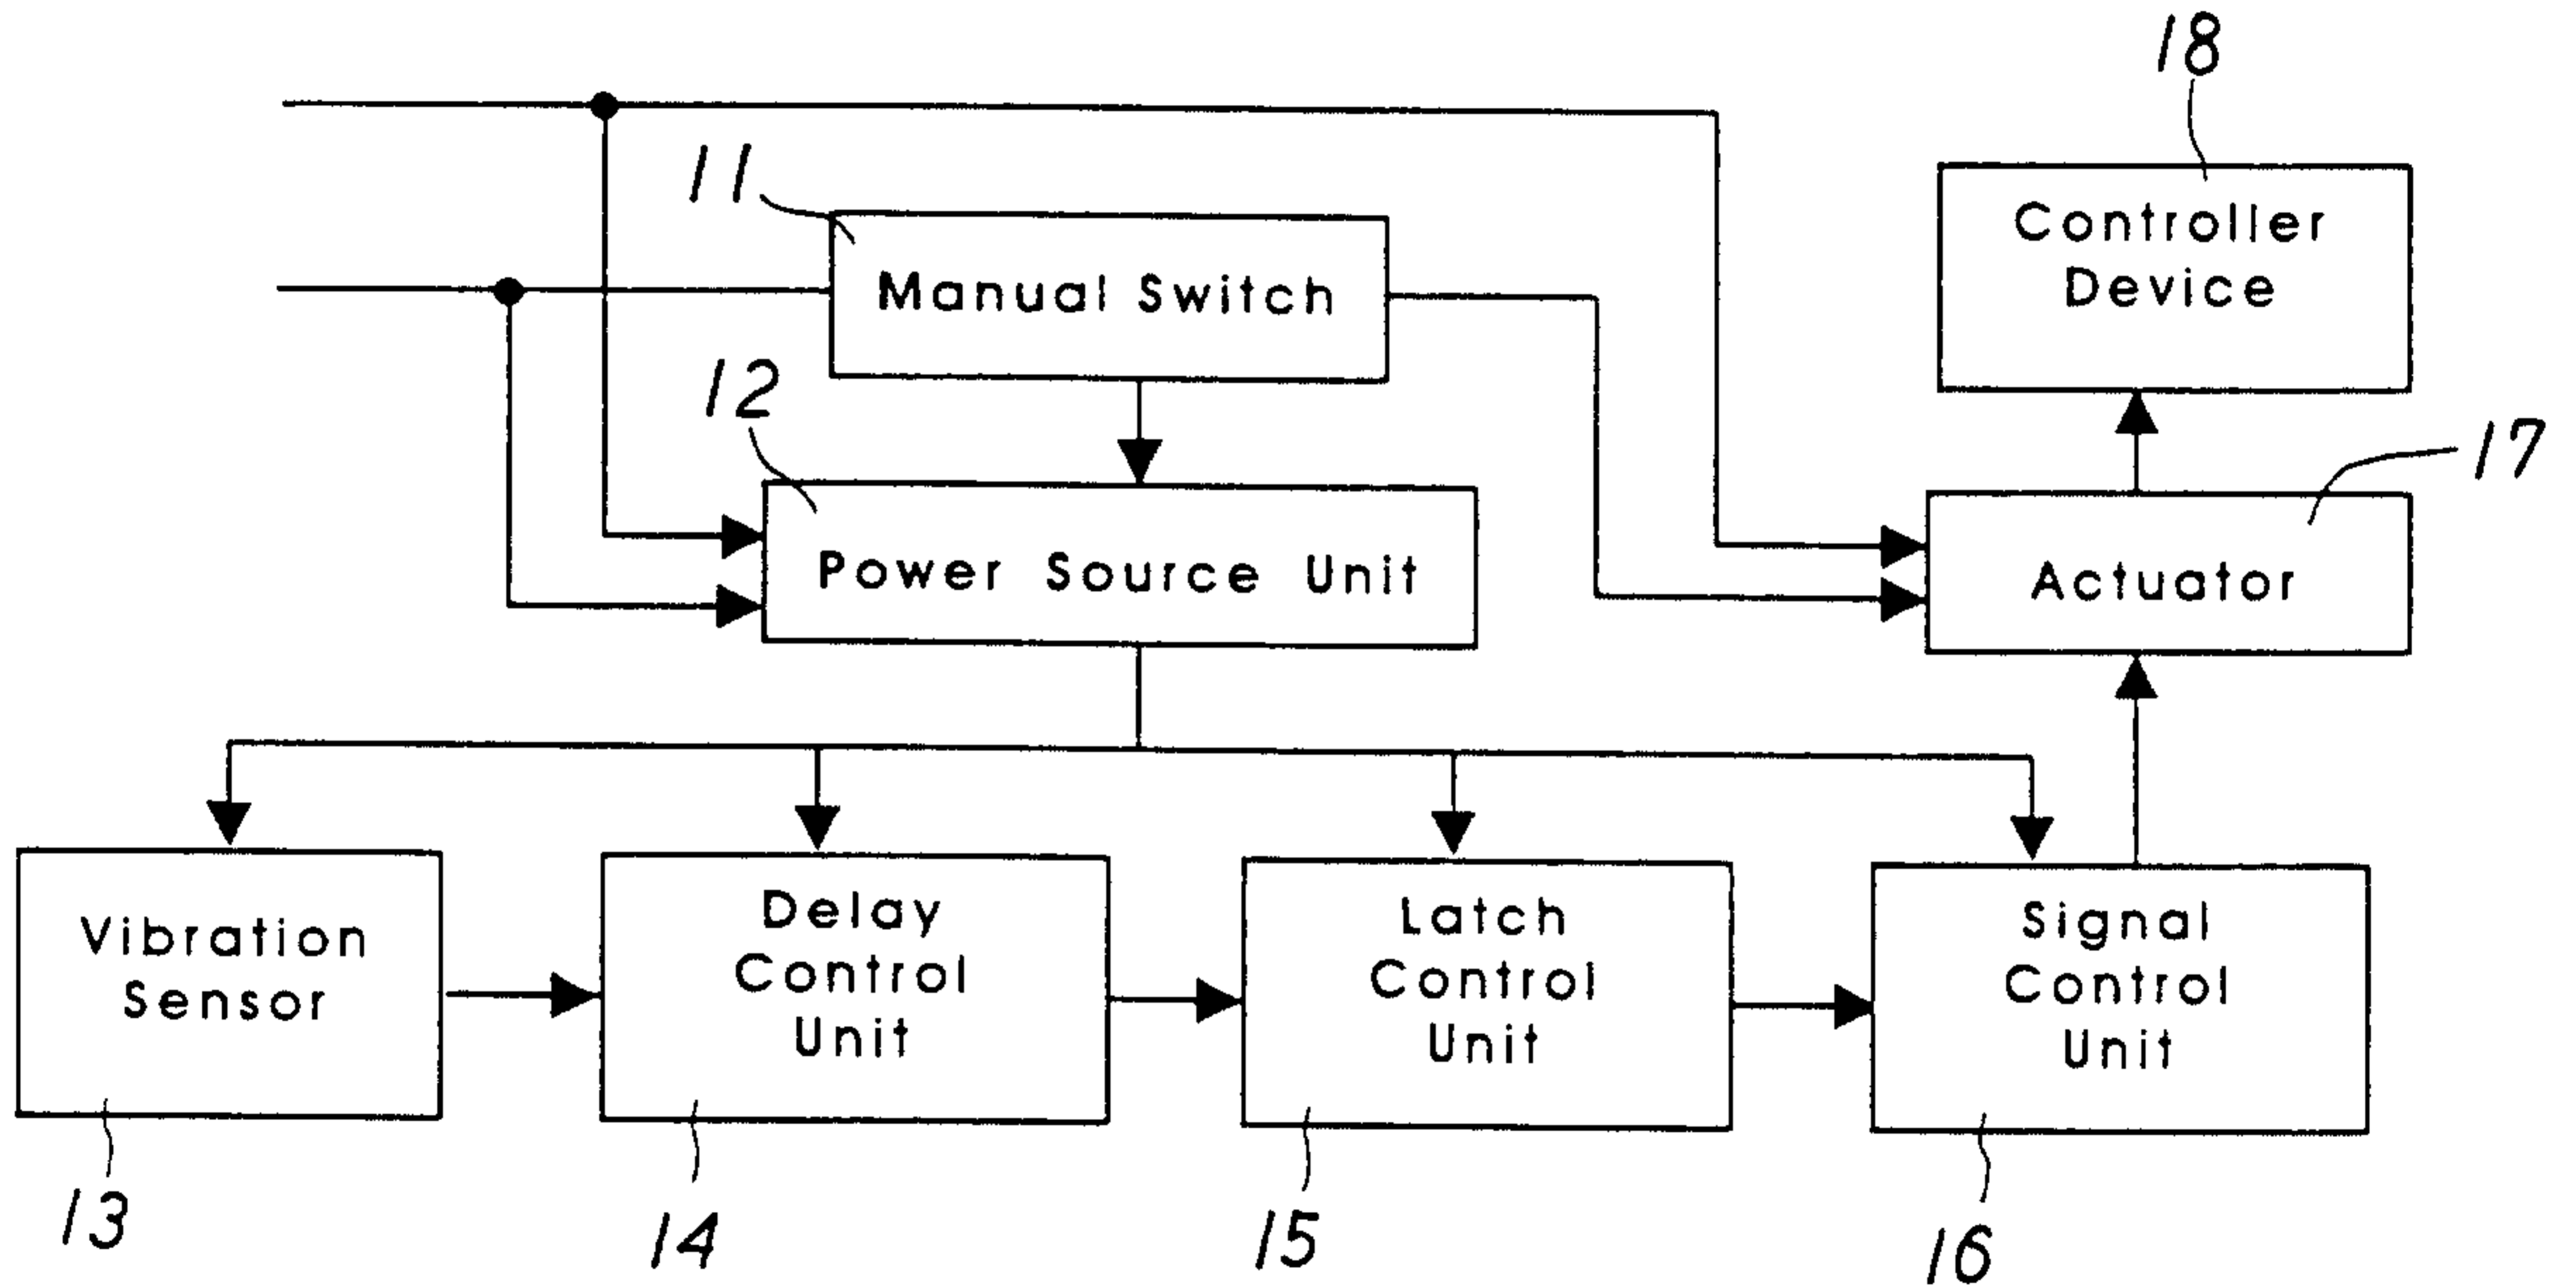 18
11
Controller
Device
Manual Switch
12
17
Power Source Unit
Actuator
Vibration
Sensor
Delay
Control
Unit
Latch
Control
Unit
Signal
Control
Unit
13
14
15
16